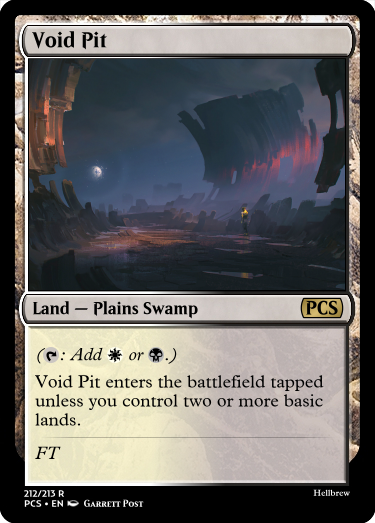 Void Pit
Land — Plains Swamp
PCS
(: Add or .)
Void Pit enters the battlefield tapped
unless you control two or more basic
lands.
FT
212/213 R
PCS • EN Garrett Post
Hellbrew